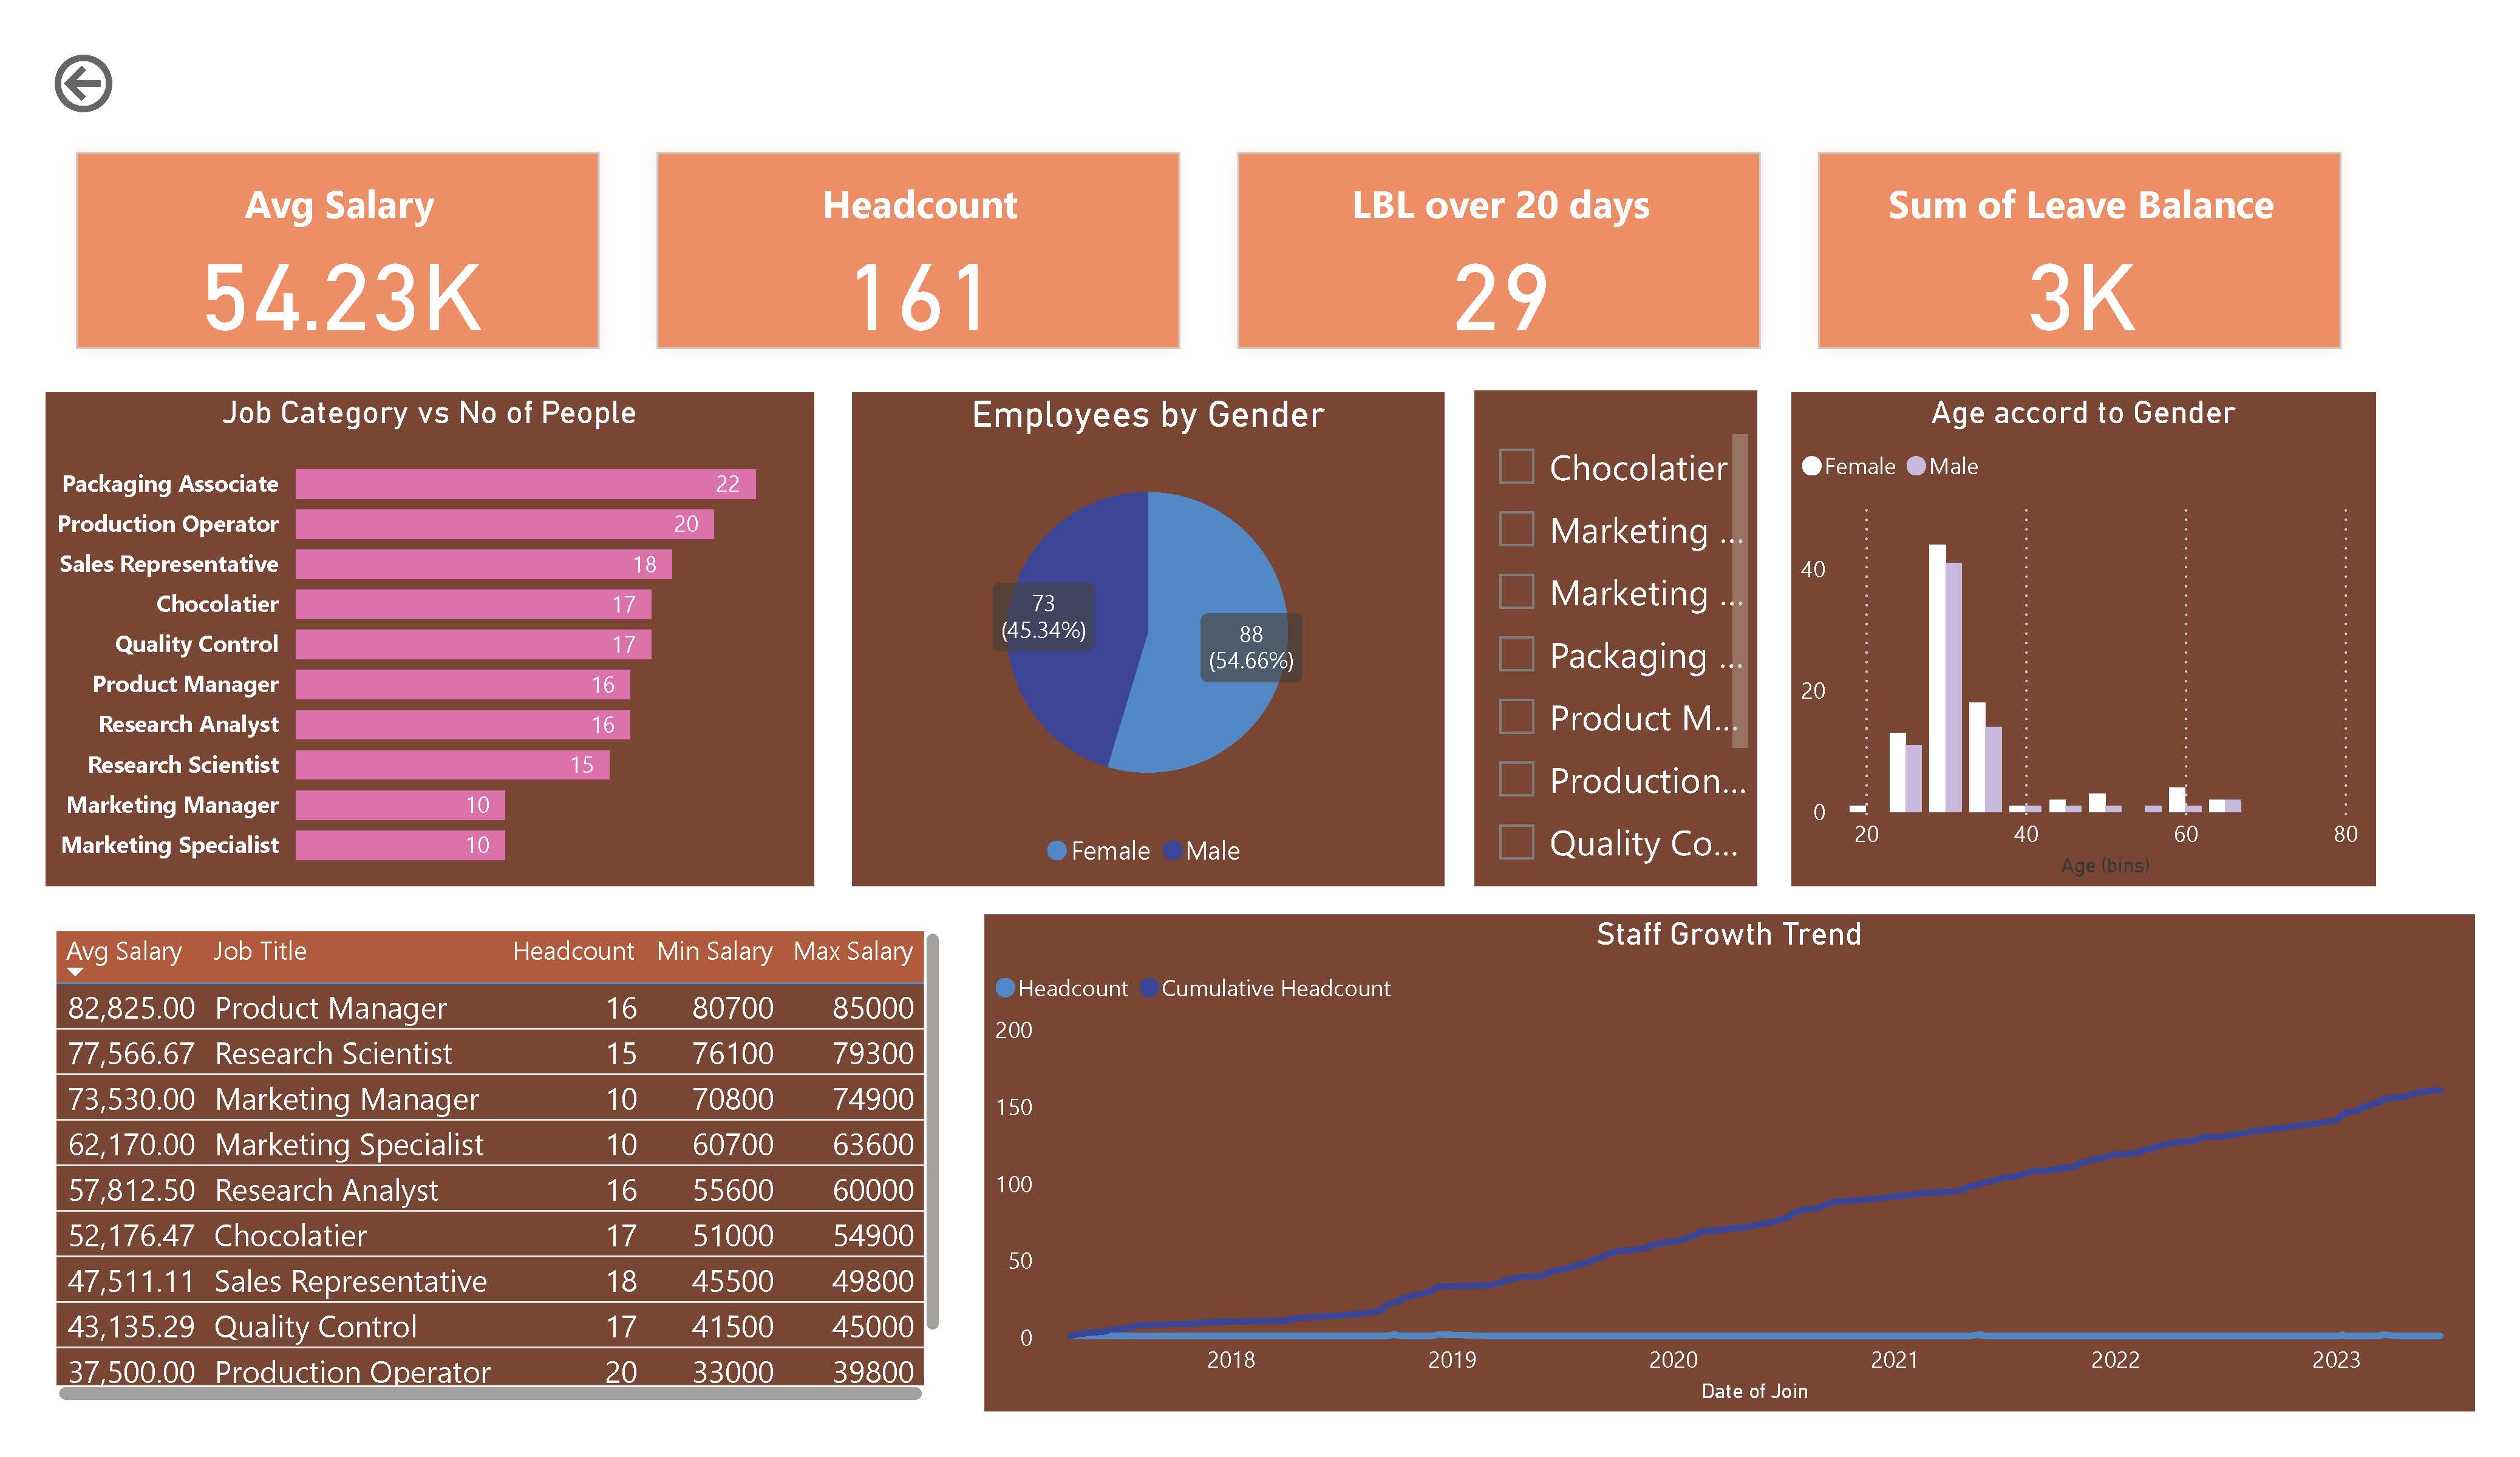 Avg Salary
54.23K
Headcount
161
LBL over 20 days
29
Sum of Leave Balance
3K
Job Category vs No of People
Packaging Associate 22
Production Operator 20
Sales Representative 18
Chocolatier 17
Quality Control 17
Product Manager 16
Research Analyst 16
Research Scientist 15
Marketing Manager 10
Marketing Specialist 10
Employees by Gender
73
(45.34%)
88
(54.66%)
Female Male
Chocolatier
Marketing ...
Marketing ...
Packaging ...
Product M...
Production...
Quality Co...
Age accord to Gender
Female Male
40
20
0
20 40 60 80
Age (bins)
Avg Salary Job Title Headcount Min Salary Max Salary
82,825.00 Product Manager 16 80700 85000
77,566.67 Research Scientist 15 76100 79300
73,530.00 Marketing Manager 10 70800 74900
62,170.00 Marketing Specialist 10 60700 63600
57,812.50 Research Analyst 16 55600 60000
52,176.47 Chocolatier 17 51000 54900
47,511.11 Sales Representative 18 45500 49800
43,135.29 Quality Control 17 41500 45000
37,500.00 Production Operator 20 33000 39800
Staff Growth Trend
Headcount Cumulative Headcount
200
150
100
50
0
2018 2019 2020 2021 2022 2023
Date of Join